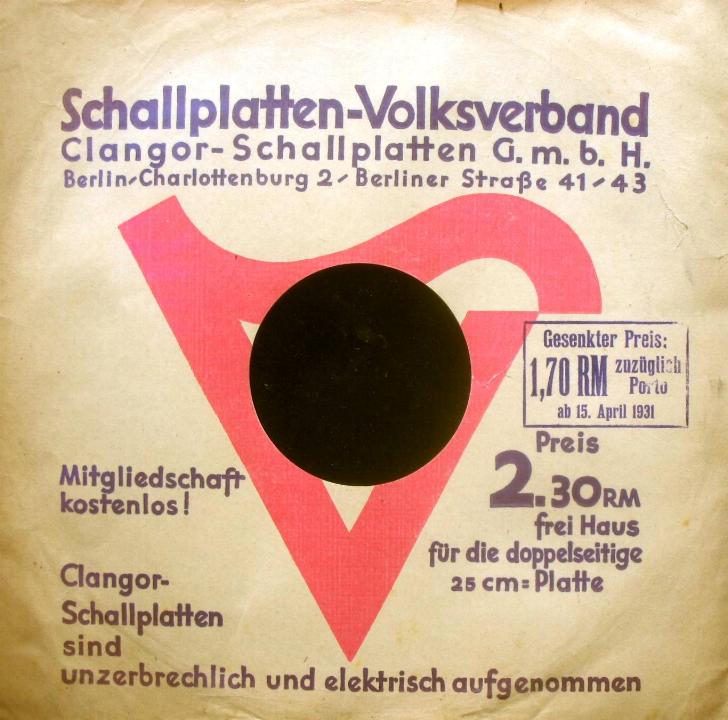 Schallplatten-Volksverband
Clangor-Schallplatten G.m.b.H.
Berlin-Charlottenburg 2 / Berliner Straße 41/43
Gesenkter Preis:
1,70 RM zuzüglich Porto
ab 15. April 1931
Preis
2.30 RM
frei Haus
für die doppelseitige
25 cm=Platte
Mitgliedschaft
kostenlos!
Clangor-
Schallplatten
sind
unzerbrechlich und elektrisch aufgenommen